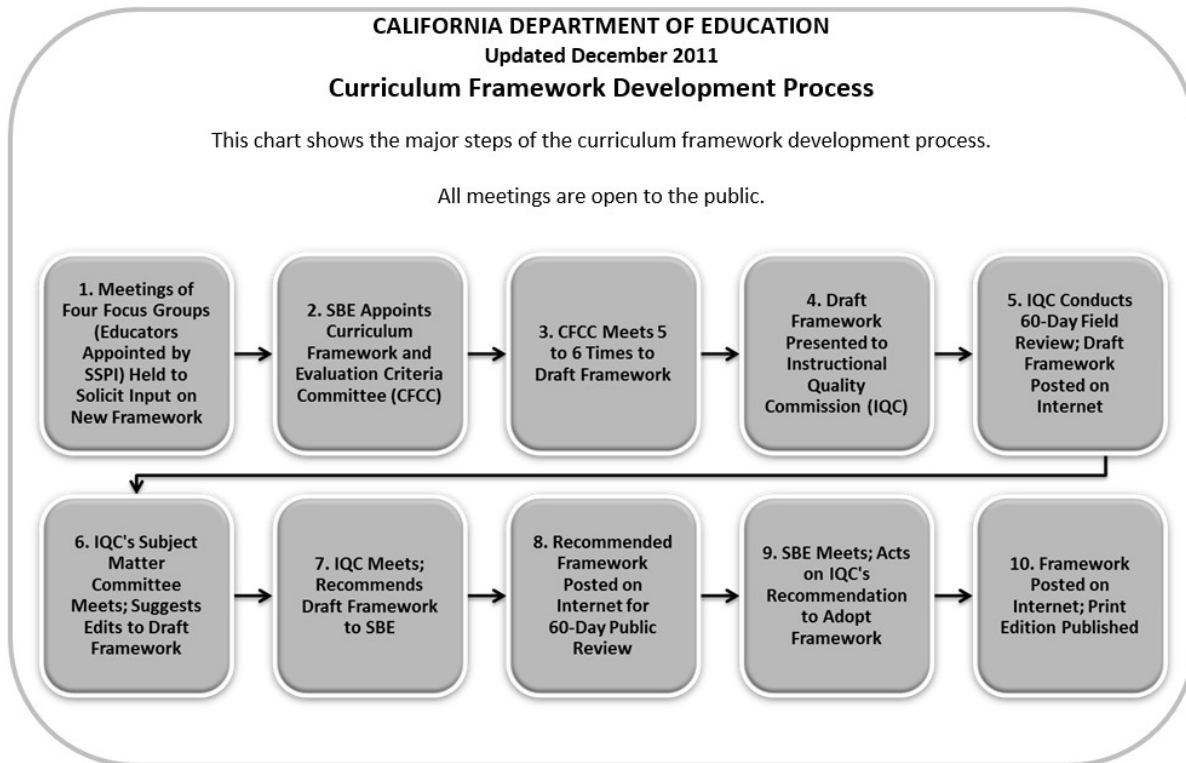 CALIFORNIA DEPARTMENT OF EDUCATION
Updated December 2011
Curriculum Framework Development Process
This chart shows the major steps of the curriculum framework development process.
All meetings are open to the public.
1. Meetings of
Four Focus Groups
(Educators
Appointed by
SSPI) Held to
Solicit Input on
New Framework
2. SBE Appoints
Curriculum
Framework and
Evaluation Criteria
Committee (CFCC)
3. CFCC Meets 5
to 6 Times to
Draft Framework
4. Draft
Framework
Presented to
Instructional
Quality
Commission (IQC)
5. IQC Conducts
60-Day Field
Review; Draft
Framework
Posted on
Internet
6. IQC's Subject
Matter
Committee
Meets; Suggests
Edits to Draft
Framework
7. IQC Meets;
Recommends
Draft Framework
to SBE
8. Recommended
Framework
Posted on
Internet for
60-Day Public
Review
9. SBE Meets; Acts
on IQC's
Recommendation
to Adopt
Framework
10. Framework
Posted on
Internet; Print
Edition Published